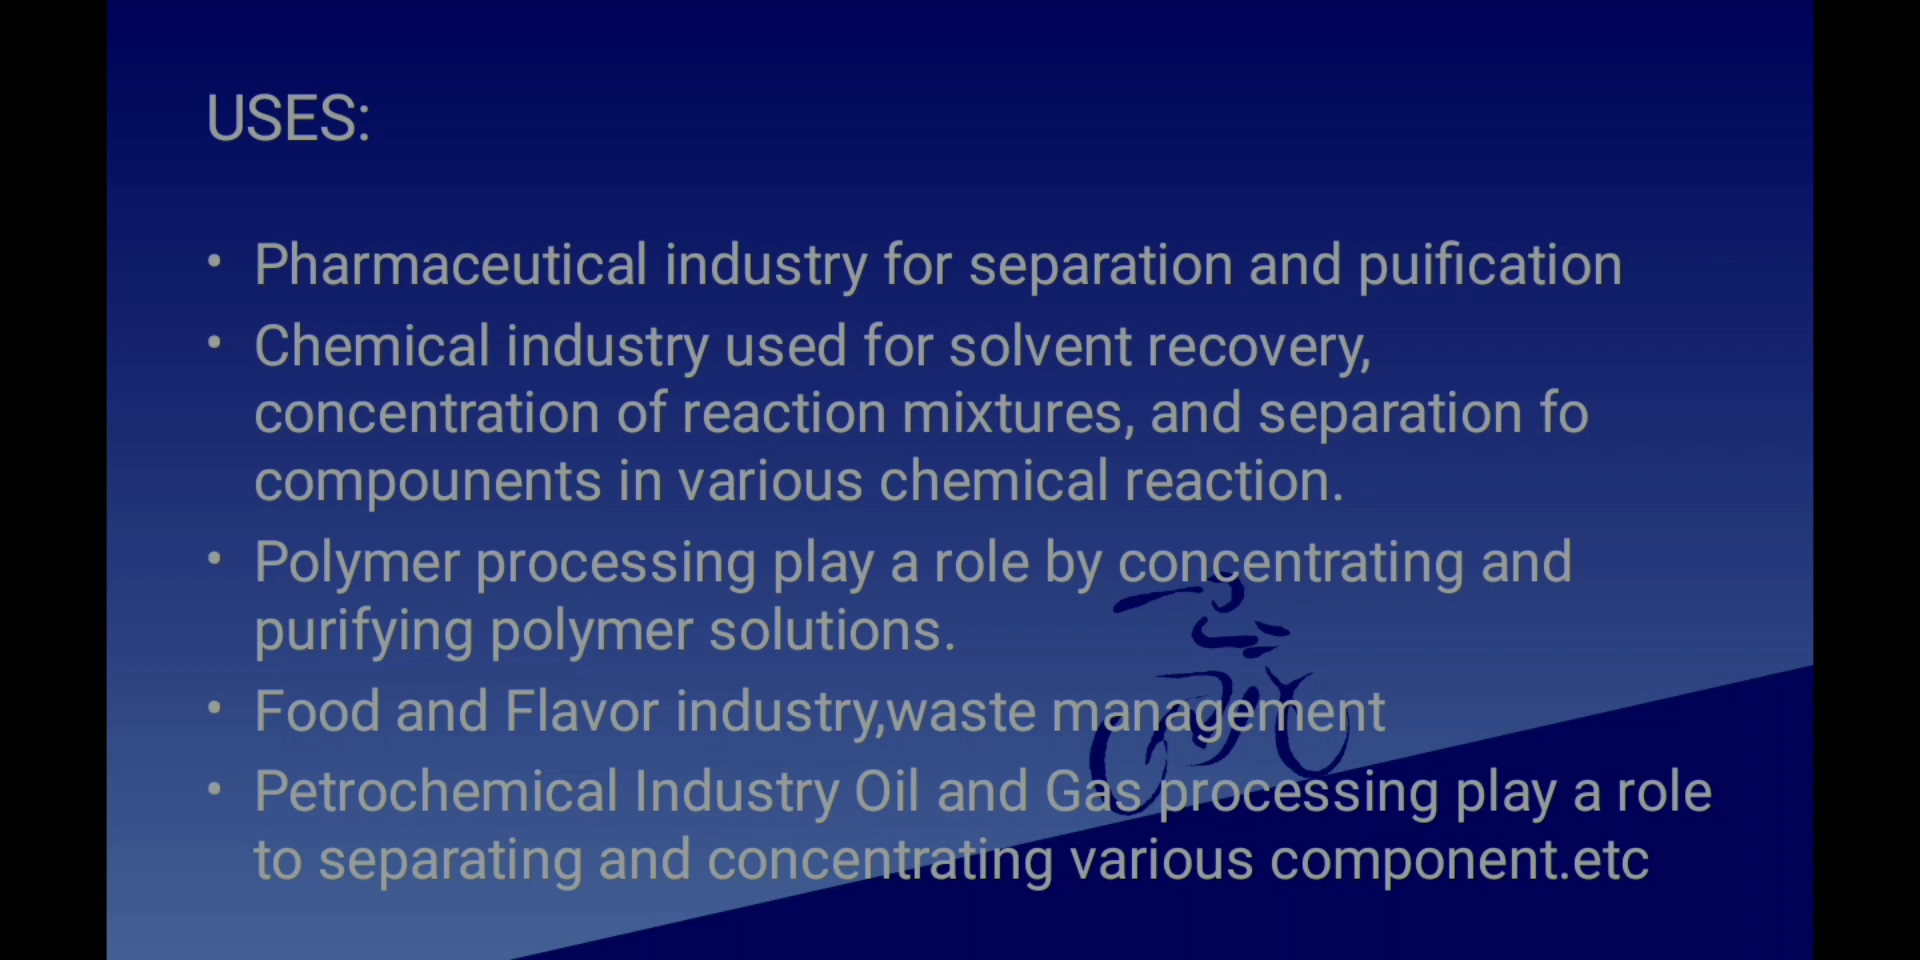 USES:
• Pharmaceutical industry for separation and puification
• Chemical industry used for solvent recovery,
concentration of reaction mixtures, and separation fo
compounents in various chemical reaction.
• Polymer processing play a role by concentrating and
purifying polymer solutions.
• Food and Flavor industry,waste management
• Petrochemical Industry Oil and Gas processing play a role
to separating and concentrating various component.etc